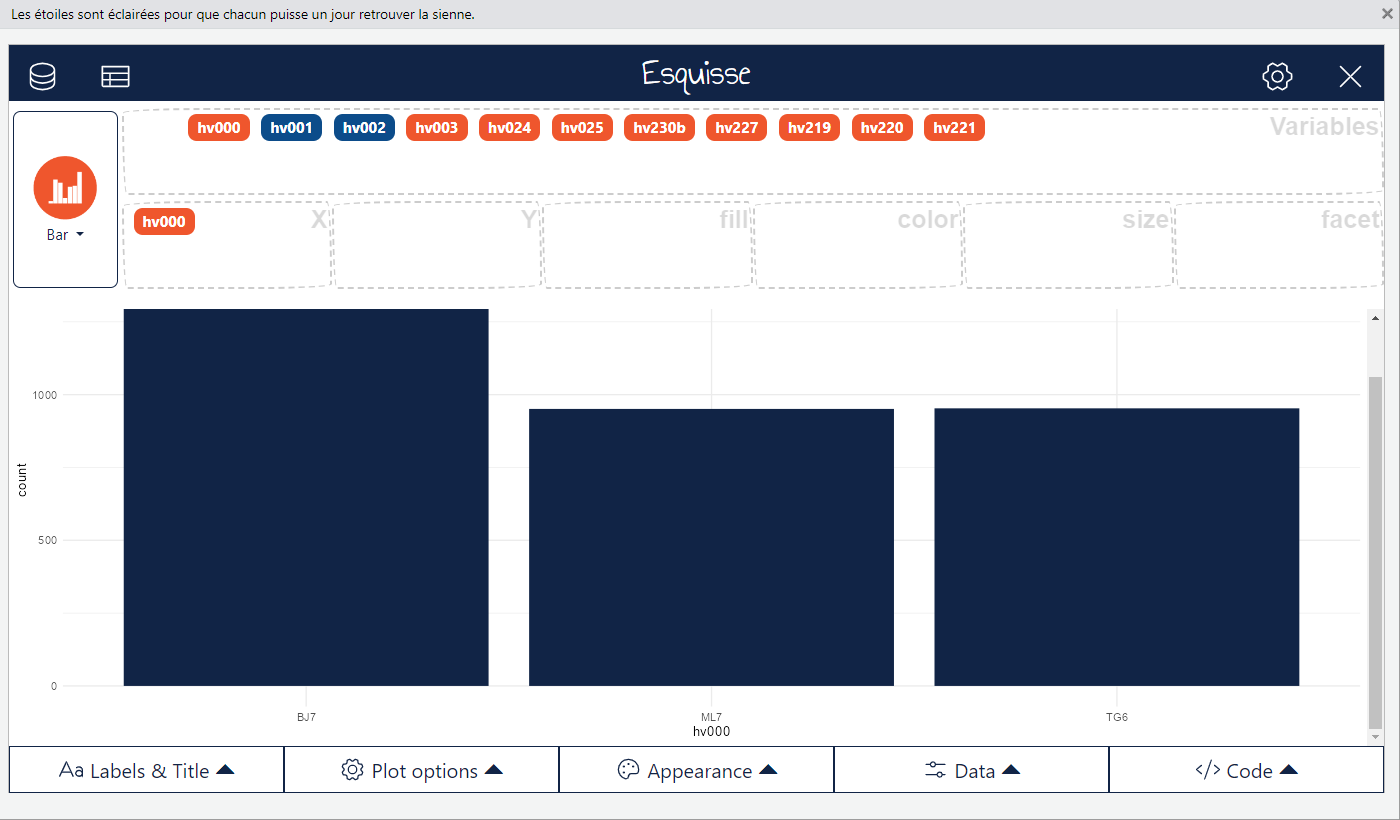 Les étoiles sont éclairées pour que chacun puisse un jour retrouver la sienne.
Esquisse
hv000 hv001 hv002 hv003 hv024 hv025 hv230b hv227 hv219 hv220 hv221 Variables
Bar
hv000 X Y fill color size facet
1000
500
0
count
BJ7 ML7 TG6
hv000
Aa Labels & Title Plot options Appearance Data </> Code